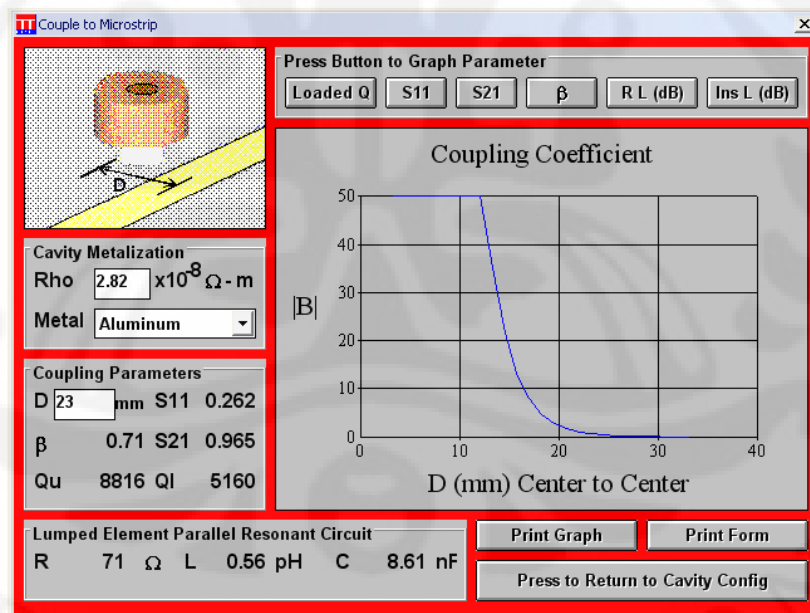 Couple to Microstrip
D
Press Button to Graph Parameter
Loaded Q S11 S21 β R L (dB) Ins L (dB)
Cavity Metalization
Rho 2.82 x10-8 Ω - m
Metal Aluminum
Coupling Parameters
D 23 mm S11 0.262
β 0.71 S21 0.965
Qu 8816 Ql 5160
Coupling Coefficient
50
40
30
|B|
20
10
0
0 10 20 30 40
D (mm) Center to Center
Lumped Element Parallel Resonant Circuit
R 71 Ω L 0.56 pH C 8.61 nF
Print Graph Print Form
Press to Return to Cavity Config